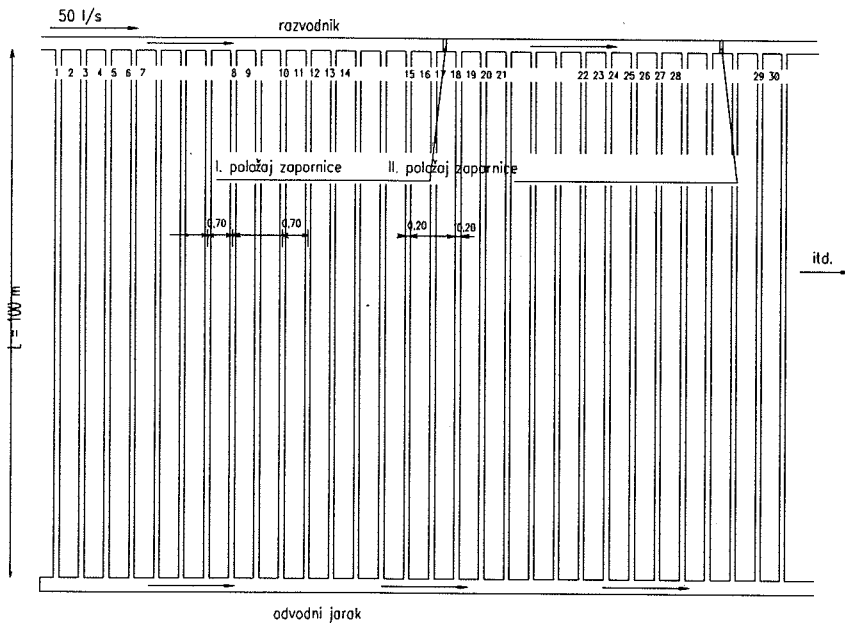 50 l/s
razvodnik
1 2 3 4 5 6 7 8 9 10 11 12 13 14 15 16 17 18 19 20 21 22 23 24 25 26 27 28 29 30
I. položaj zapornice
II. položaj zapornice
0,70
0,70
0,20
0,20
itd.
L = 100 m
odvodni jarak